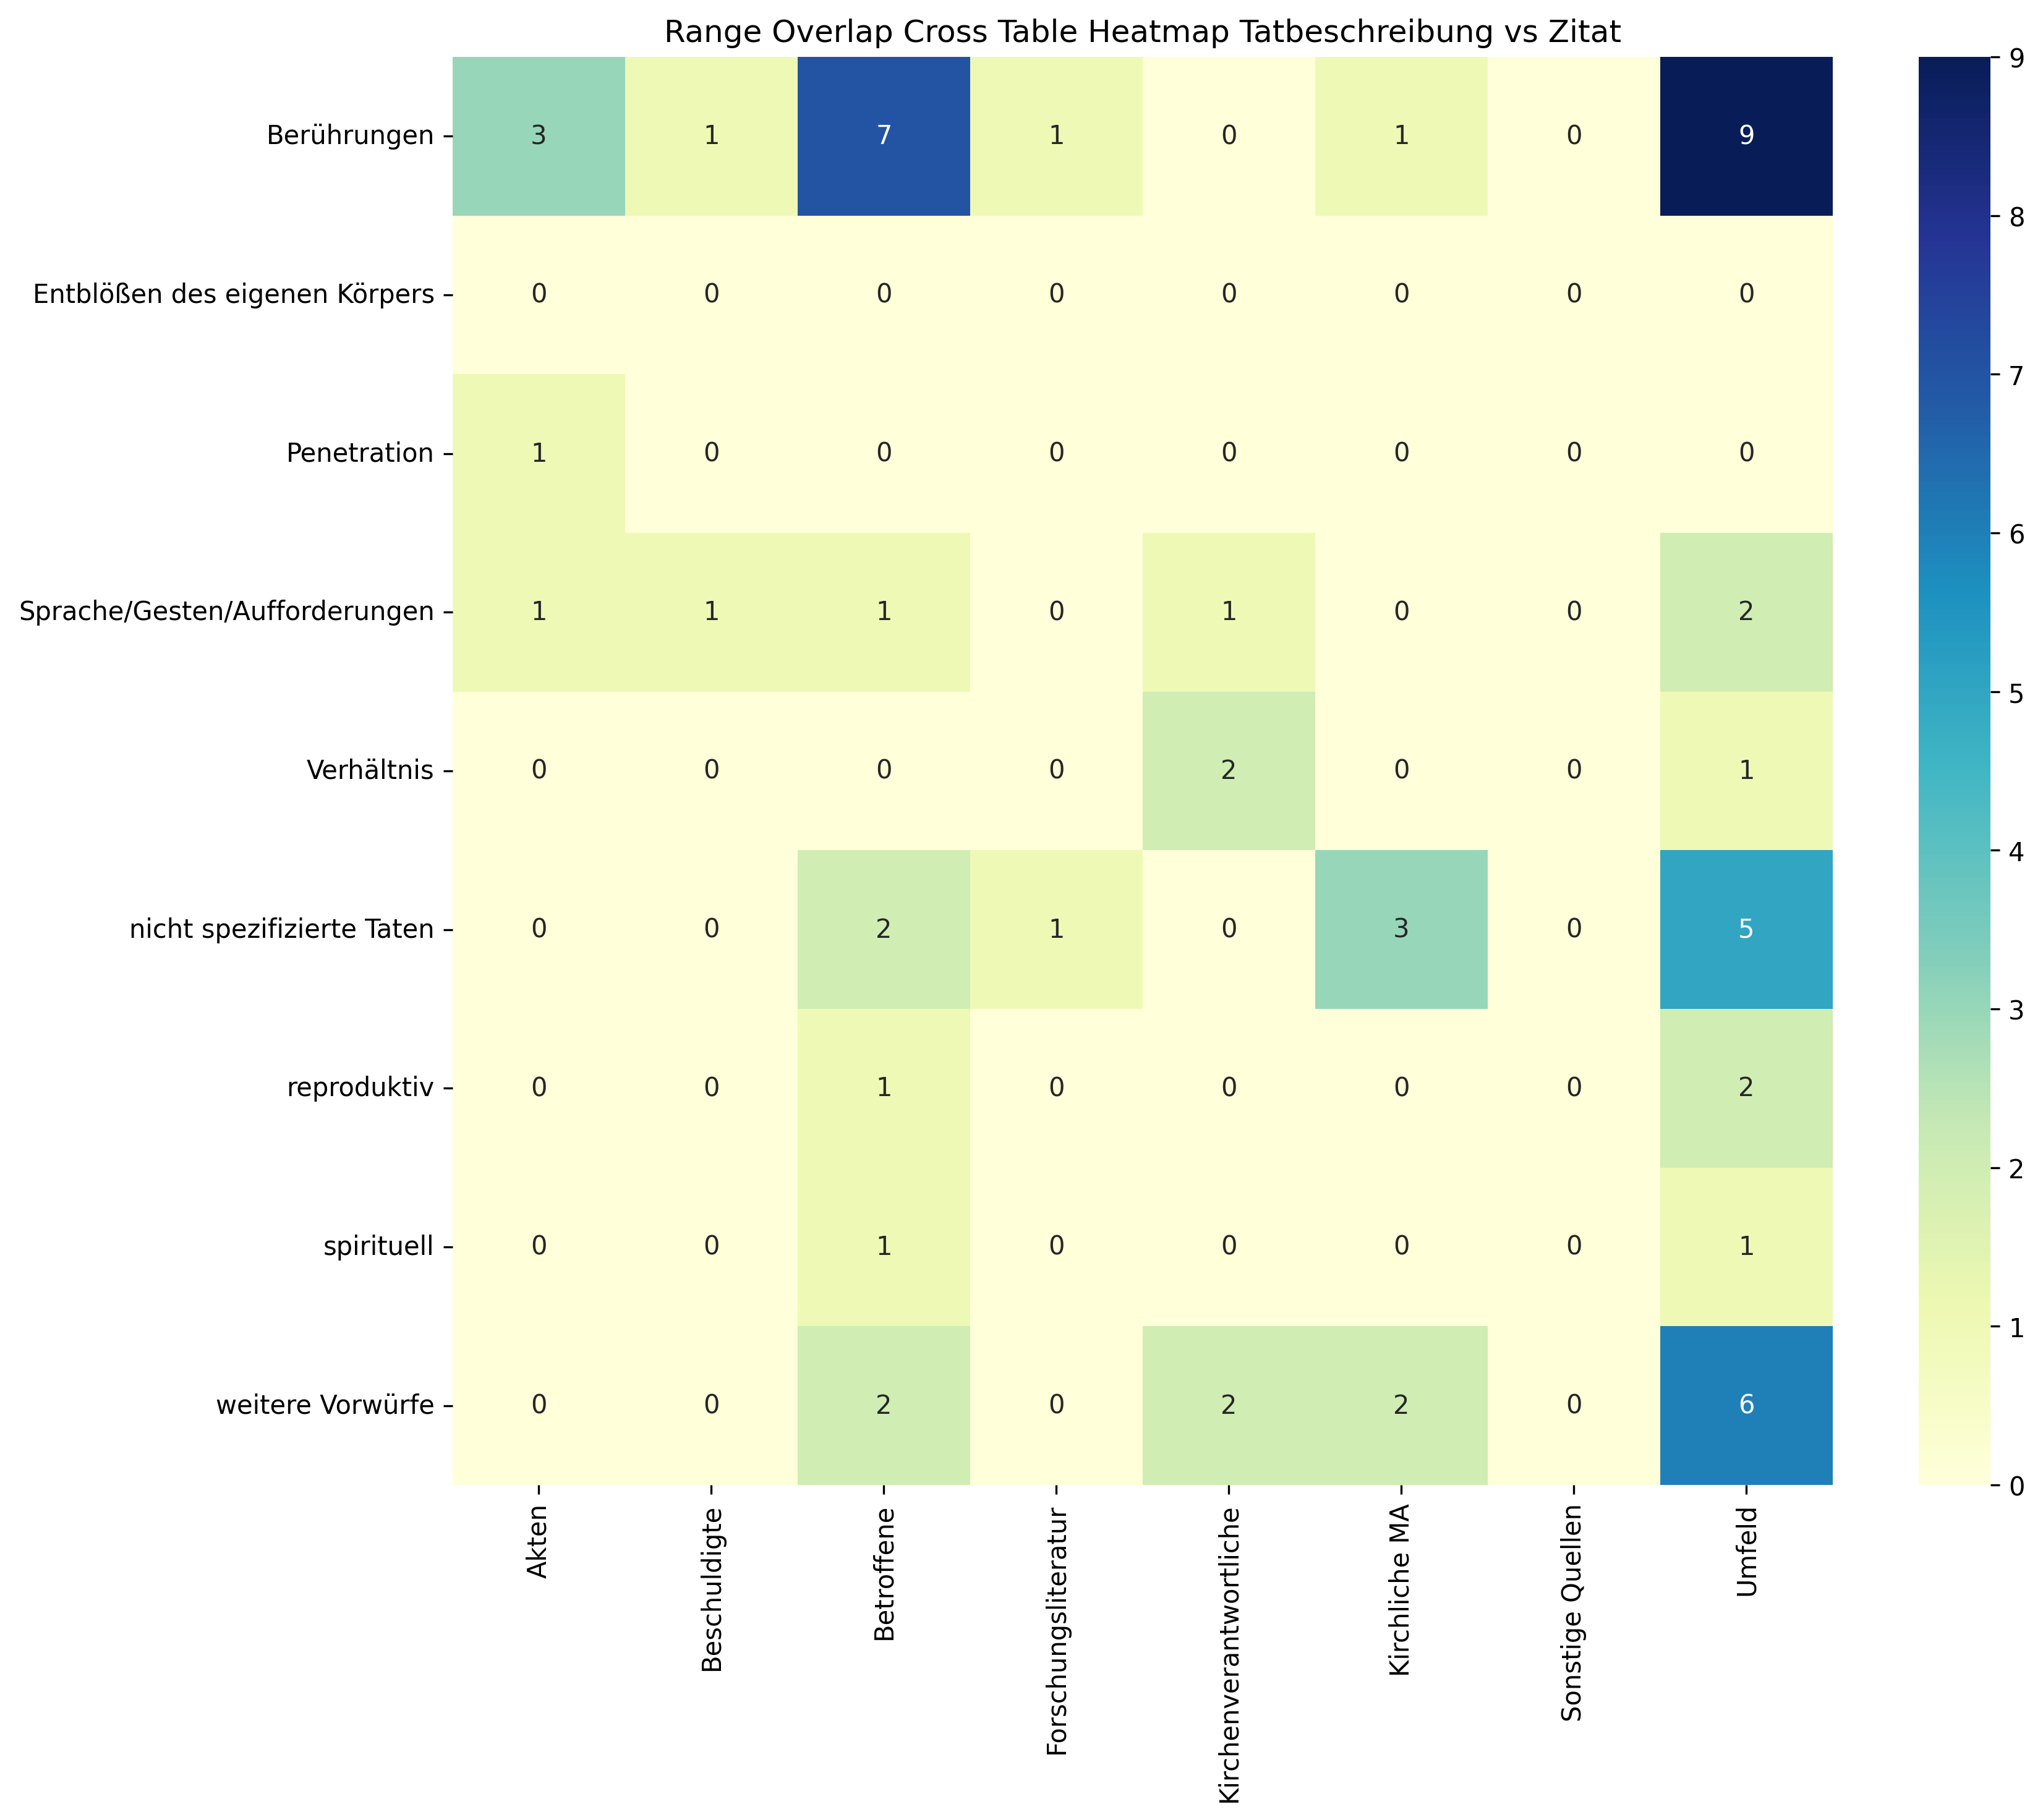 Range Overlap Cross Table Heatmap Tatbeschreibung vs Zitat
Berührungen 3 1 7 1 0 1 0 9
Entblößen des eigenen Körpers 0 0 0 0 0 0 0 0
Penetration 1 0 0 0 0 0 0 0
Sprache/Gesten/Aufforderungen 1 1 1 0 1 0 0 2
Verhältnis 0 0 0 0 2 0 0 1
nicht spezifizierte Taten 0 0 2 1 0 3 0 5
reproduktiv 0 0 1 0 0 0 0 2
spirituell 0 0 1 0 0 0 0 1
weitere Vorwürfe 0 0 2 0 2 2 0 6
Akten
Beschuldigte
Betroffene
Forschungsliteratur
Kirchenverantwortliche
Kirchliche MA
Sonstige Quellen
Umfeld
9
8
7
6
5
4
3
2
1
0